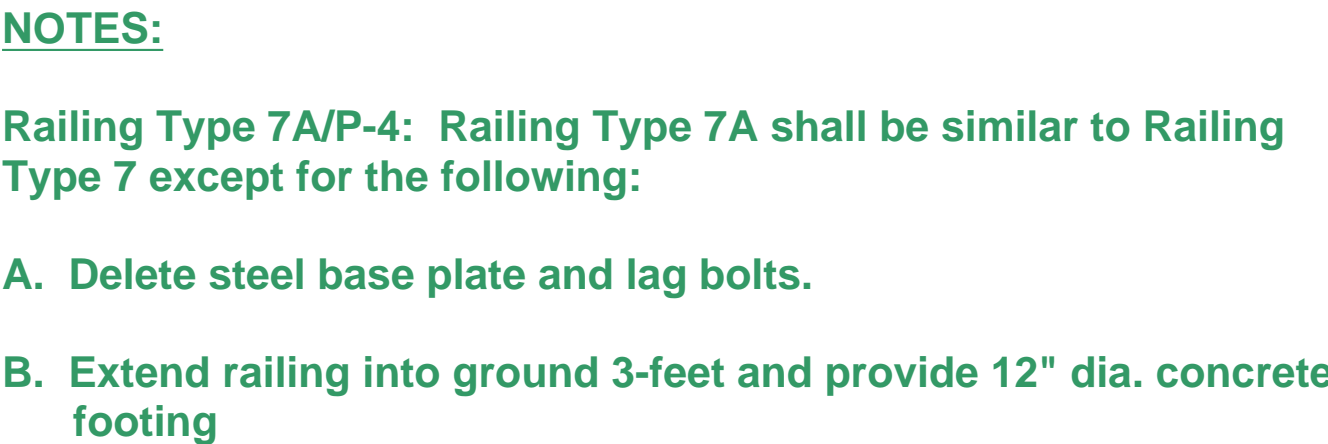 NOTES:
Railing Type 7A/P-4:  Railing Type 7A shall be similar to Railing
Type 7 except for the following:
A.  Delete steel base plate and lag bolts.
B.  Extend railing into ground 3-feet and provide 12" dia. concrete
footing